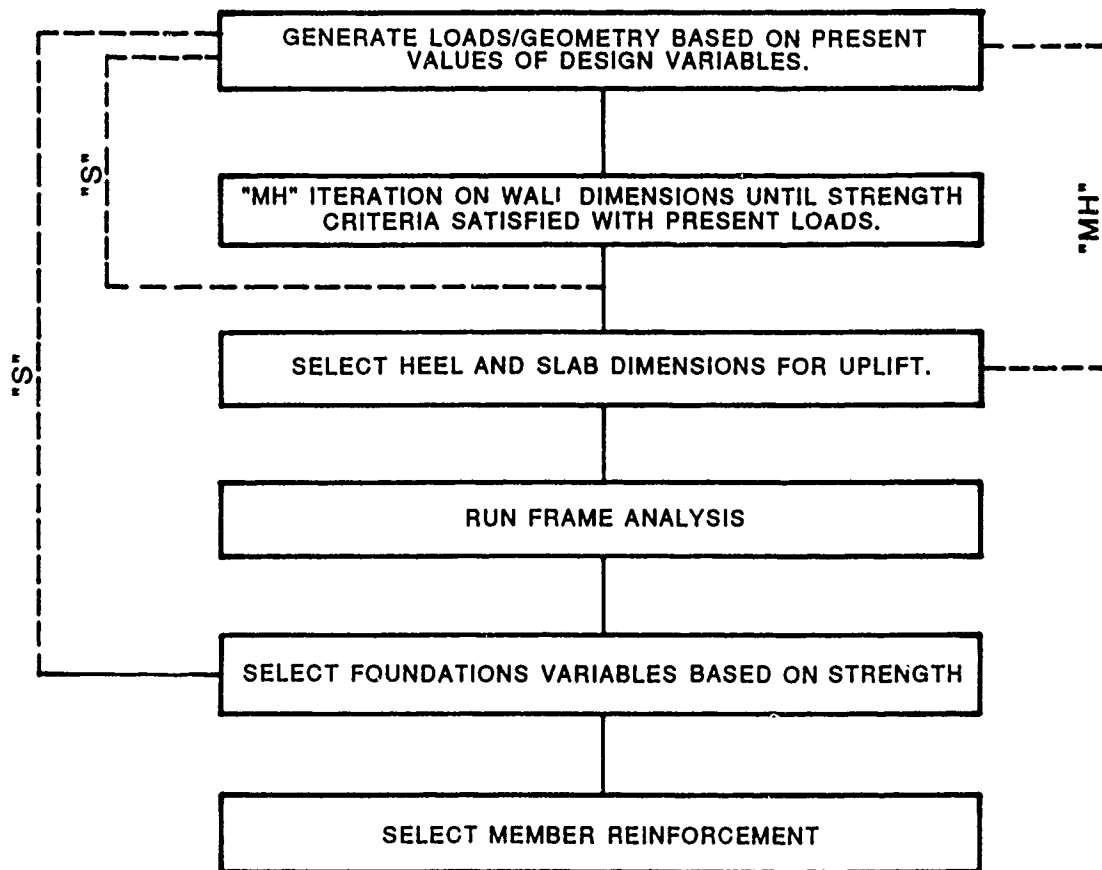 GENERATE LOADS/GEOMETRY BASED ON PRESENT
VALUES OF DESIGN VARIABLES.
"S"
"MH" ITERATION ON WALL DIMENSIONS UNTIL STRENGTH
CRITERIA SATISFIED WITH PRESENT LOADS.
"MH"
SELECT HEEL AND SLAB DIMENSIONS FOR UPLIFT.
"S"
RUN FRAME ANALYSIS
SELECT FOUNDATIONS VARIABLES BASED ON STRENGTH
SELECT MEMBER REINFORCEMENT